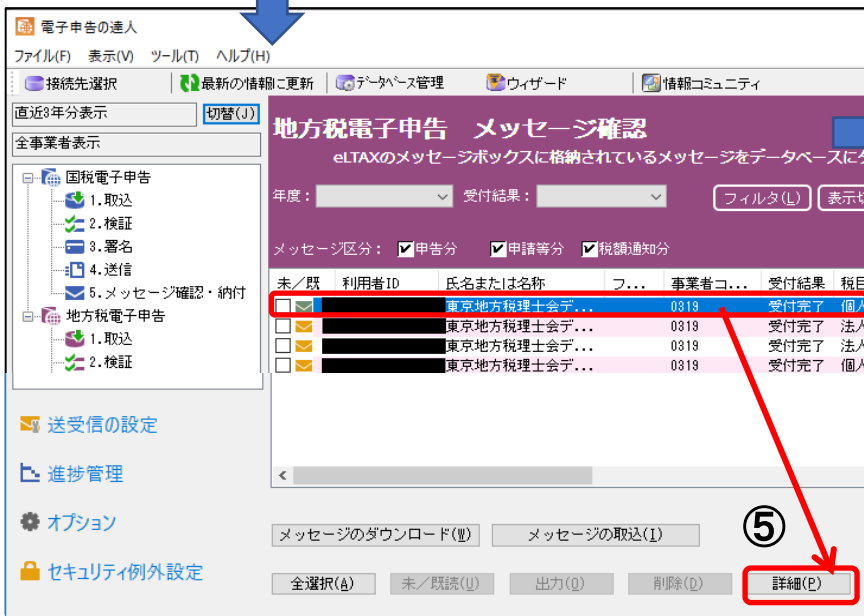 電子申告の達人
ファイル(F) 表示(V) ツール(T) ヘルプ(H)
接続先選択 最新の情報に更新 データベース管理 ウィザード 情報コミュニティ
直近3年分表示 切替(J)
全事業者表示
国税電子申告
1.取込
2.検証
3.署名
4.送信
5.メッセージ確認・納付
地方税電子申告
1.取込
2.検証
送受信の設定
進捗管理
オプション
セキュリティ例外設定
地方税電子申告 メッセージ確認
eLTAXのメッセージボックスに格納されているメッセージをデータベースに
年度： 受付結果： フィルタ(L) 表示
メッセージ区分： 申告分 申請等分 税額通知分
未／既 利用者ID 氏名または名称 フ... 事業者コ... 受付結果 税目
東京地方税理士会デ... 0319 受付完了 個人
東京地方税理士会デ... 0319 受付完了 法人
東京地方税理士会デ... 0319 受付完了 法人
東京地方税理士会デ... 0319 受付完了 個人
メッセージのダウンロード(W) メッセージの取込(I)
⑤
全選択(A) 未／既読(U) 出力(O) 削除(D) 詳細(P)